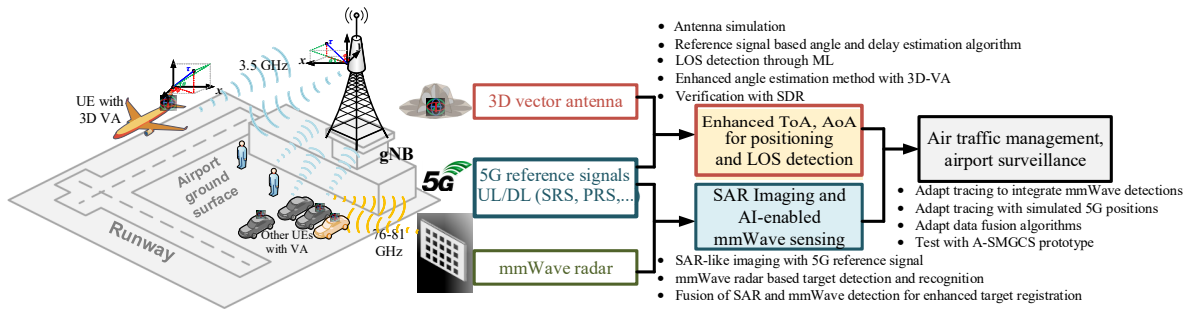 3.5 GHz
τ
x
τ
x
UE with
3D VA
gNB
Airport
ground
surface
Runway
Other UEs
with VA
76-81
GHz
5G
3D vector antenna
5G reference signals
UL/DL (SRS, PRS,...)
mmWave radar
• Antenna simulation
• Reference signal based angle and delay estimation algorithm
• LOS detection through ML
• Enhanced angle estimation method with 3D-VA
• Verification with SDR
Enhanced ToA, AoA
for positioning
and LOS detection
SAR Imaging and
AI-enabled
mmWave sensing
• SAR-like imaging with 5G reference signal
• mmWave radar based target detection and recognition
• Fusion of SAR and mmWave detection for enhanced target registration
Air traffic management,
airport surveillance
• Adapt tracing to integrate mmWave detections
• Adapt tracing with simulated 5G positions
• Adapt data fusion algorithms
• Test with A-SMGCS prototype